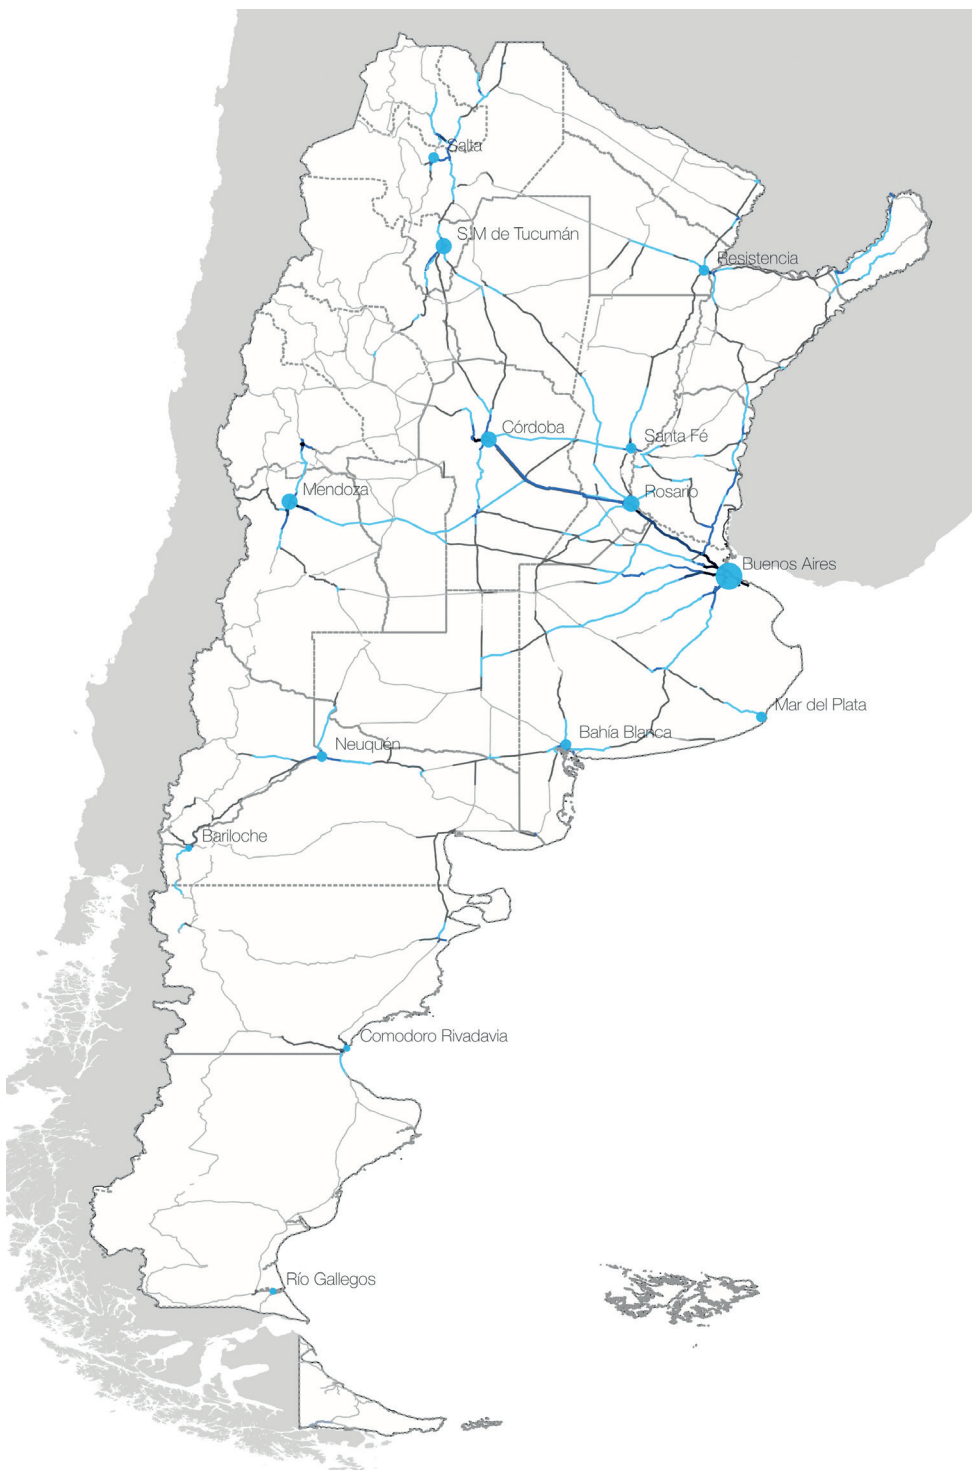 Salta
S.M de Tucumán
Resistencia
Córdoba
Santa Fé
Mendoza
Rosario
Buenos Aires
Mar del Plata
Bahía Blanca
Neuquén
Bariloche
Comodoro Rivadavia
Río Gallegos